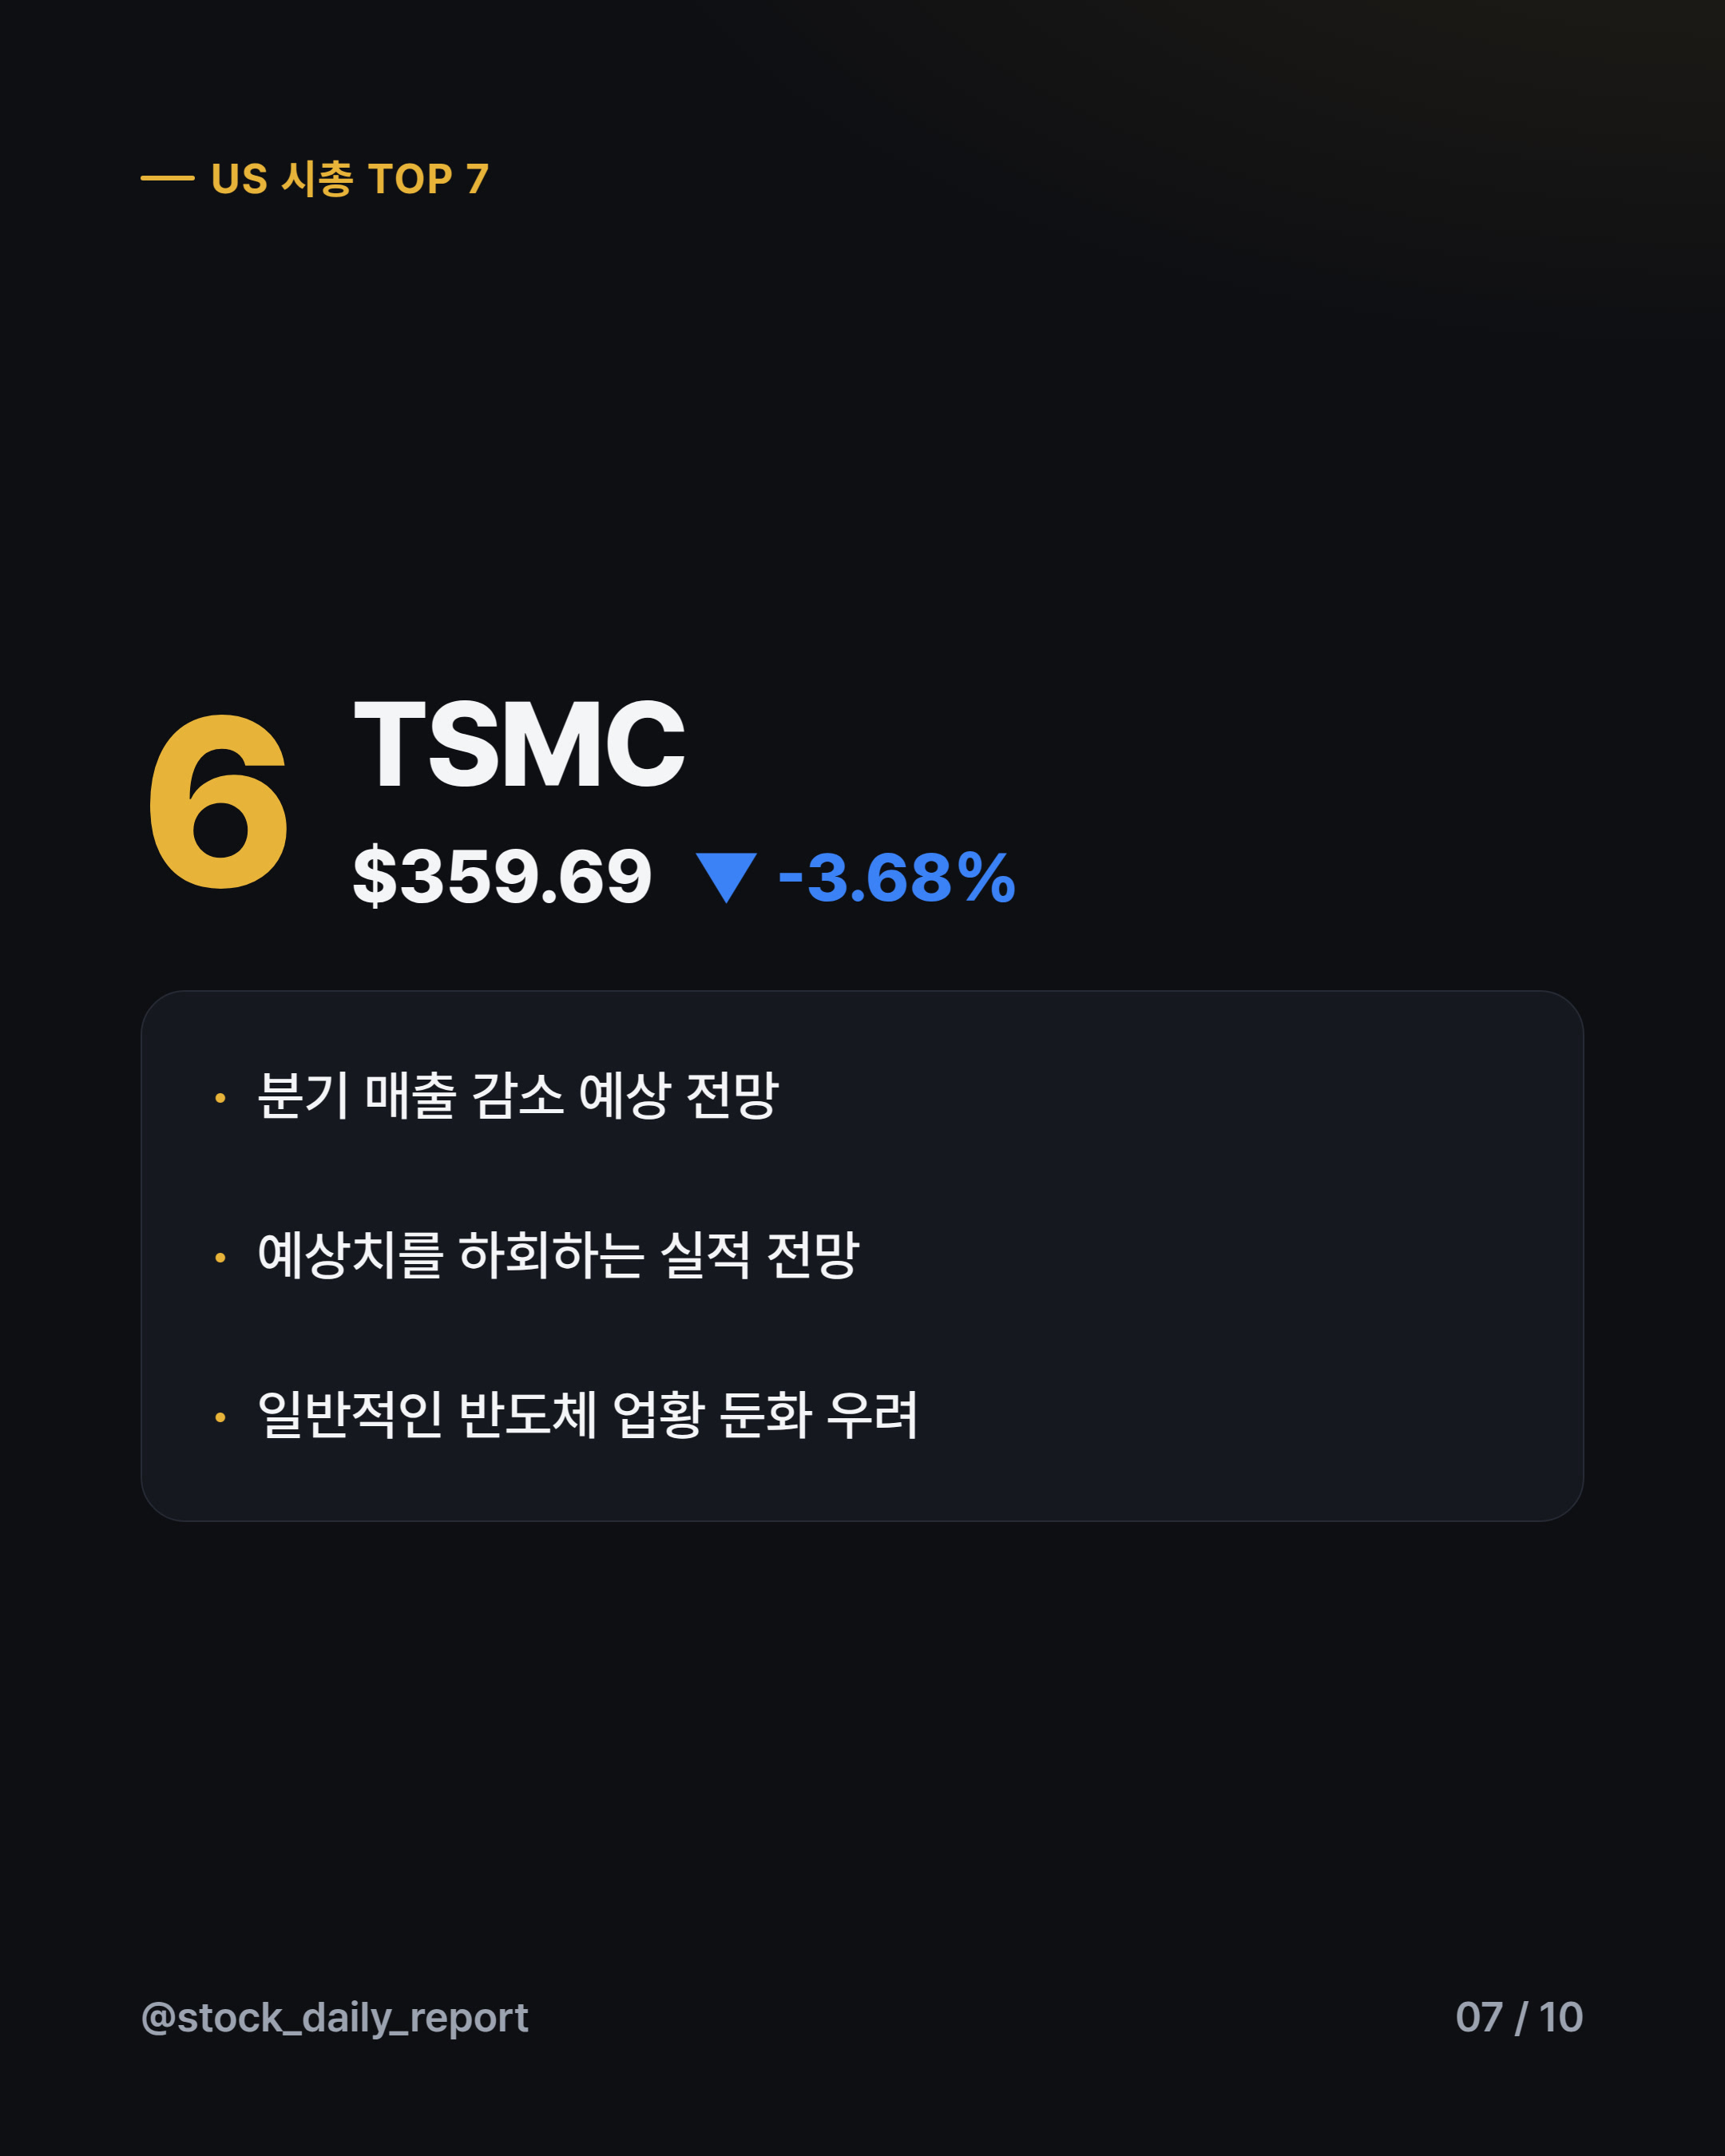 US 시총 TOP 7
6
TSMC
$359.69 ▼ -3.68%
• 분기 매출 감소 예상 전망
• 예상치를 하회하는 실적 전망
• 일반적인 반도체 업황 둔화 우려
@stock_daily_report
07 / 10